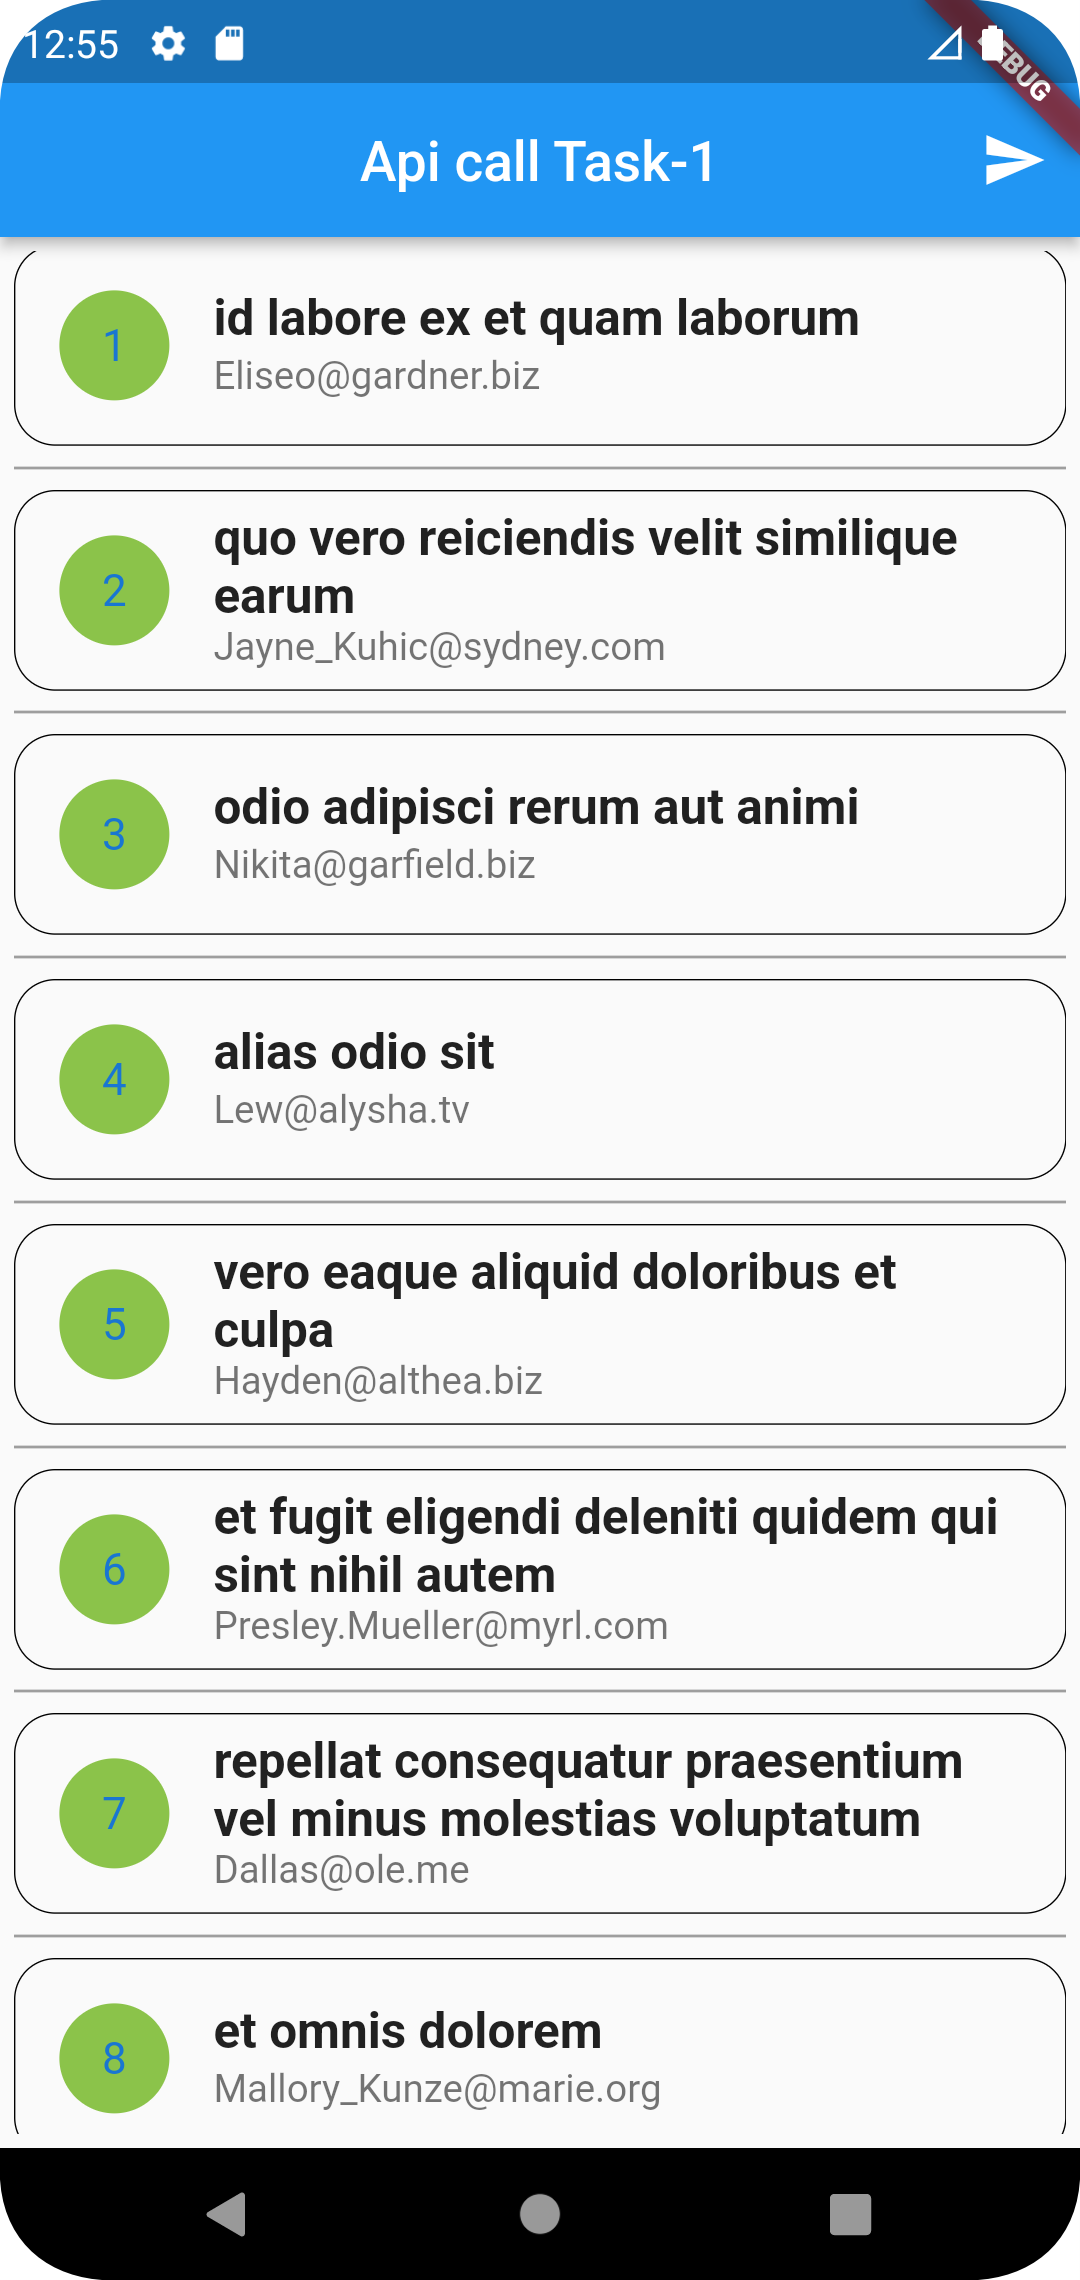 12:55
DEBUG
Api call Task-1
1
id labore ex et quam laborum
Eliseo@gardner.biz
2
quo vero reiciendis velit similique
earum
Jayne_Kuhic@sydney.com
3
odio adipisci rerum aut animi
Nikita@garfield.biz
4
alias odio sit
Lew@alysha.tv
5
vero eaque aliquid doloribus et
culpa
Hayden@althea.biz
6
et fugit eligendi deleniti quidem qui
sint nihil autem
Presley.Mueller@myrl.com
7
repellat consequatur praesentium
vel minus molestias voluptatum
Dallas@ole.me
8
et omnis dolorem
Mallory_Kunze@marie.org